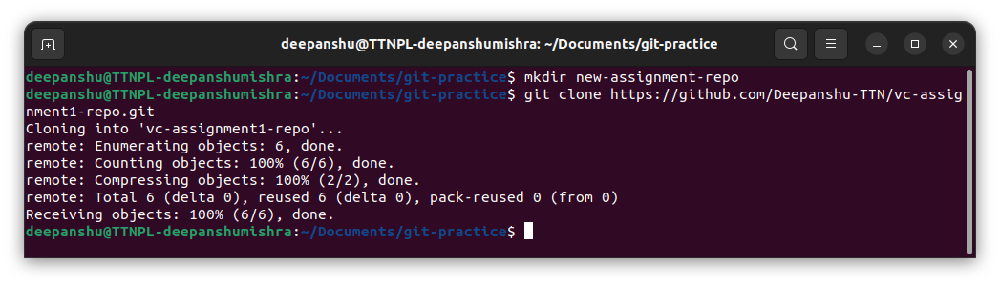 deepanshu@TTNPL-deepanshumishra: ~/Documents/git-practice
deepanshu@TTNPL-deepanshumishra:~/Documents/git-practice$ mkdir new-assignment-repo
deepanshu@TTNPL-deepanshumishra:~/Documents/git-practice$ git clone https://github.com/Deepanshu-TTN/vc-assig
nment1-repo.git
Cloning into 'vc-assignment1-repo'...
remote: Enumerating objects: 6, done.
remote: Counting objects: 100% (6/6), done.
remote: Compressing objects: 100% (2/2), done.
remote: Total 6 (delta 0), reused 6 (delta 0), pack-reused 0 (from 0)
Receiving objects: 100% (6/6), done.
deepanshu@TTNPL-deepanshumishra:~/Documents/git-practice$